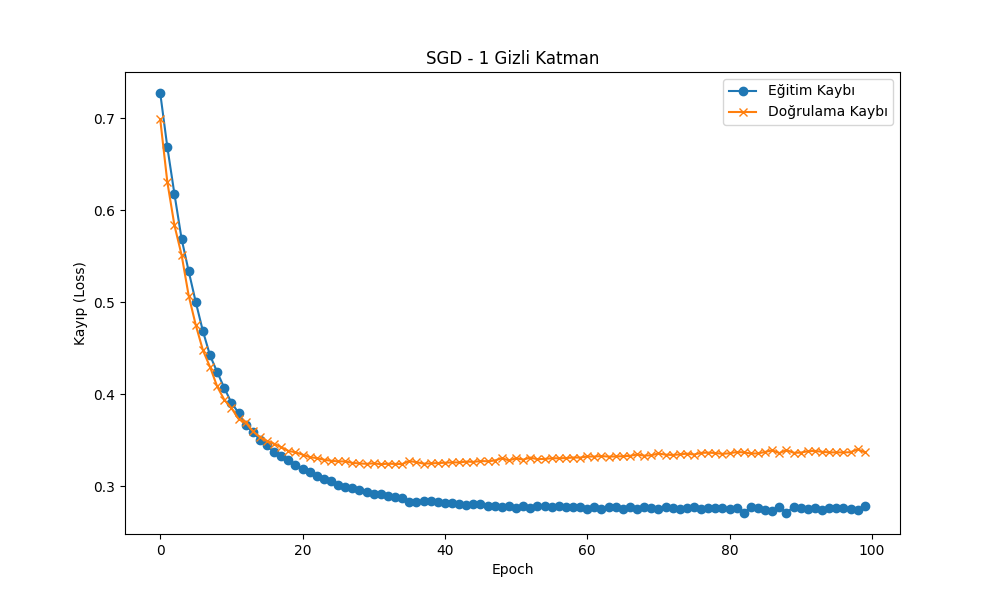 SGD - 1 Gizli Katman
Eğitim Kaybı
Doğrulama Kaybı
0.7
0.6
0.5
0.4
0.3
Kayıp (Loss)
0 20 40 60 80 100
Epoch